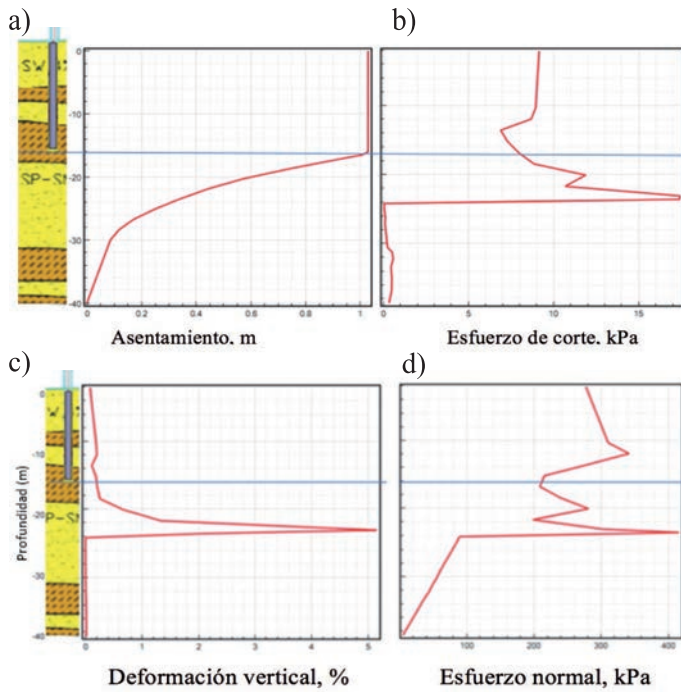 a)
b)
SW
SP-S
0
-10
-20
-30
-40
0
0.2
0.4
0.6
0.8
1.
0
5
10
15
Asentamiento. m
Esfuerzo de corte. kPa
c)
d)
Profundidad (m)
W
P-S
0
-10
-20
-30
-40
0
1
2
3
4
5
100
200
300
400
Deformación vertical, %
Esfuerzo normal, kPa